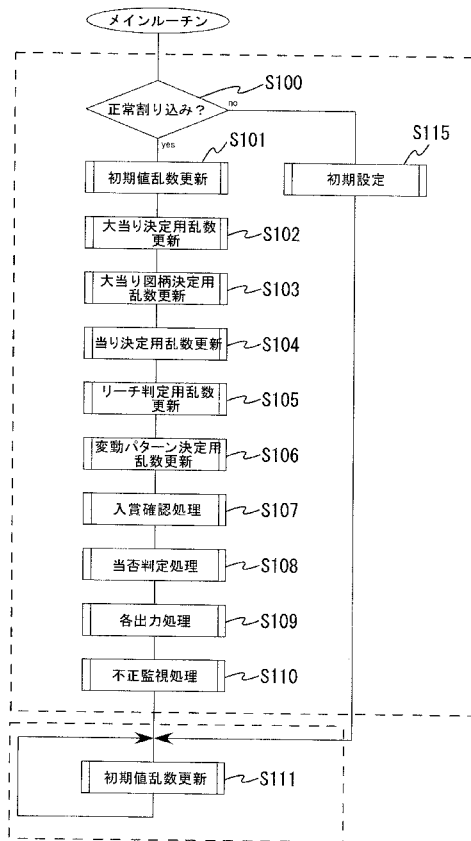 メインルーチン
正常割り込み?
S100
no
yes
S101
初期値乱数更新
S115
初期設定
大当り決定用乱数
更新
S102
大当り図柄決定用
乱数更新
S103
当り決定用乱数更新
S104
リーチ判定用乱数
更新
S105
変動パターン決定用
乱数更新
S106
入賞確認処理
S107
当否判定処理
S108
各出力処理
S109
不正監視処理
S110
初期値乱数更新
S111